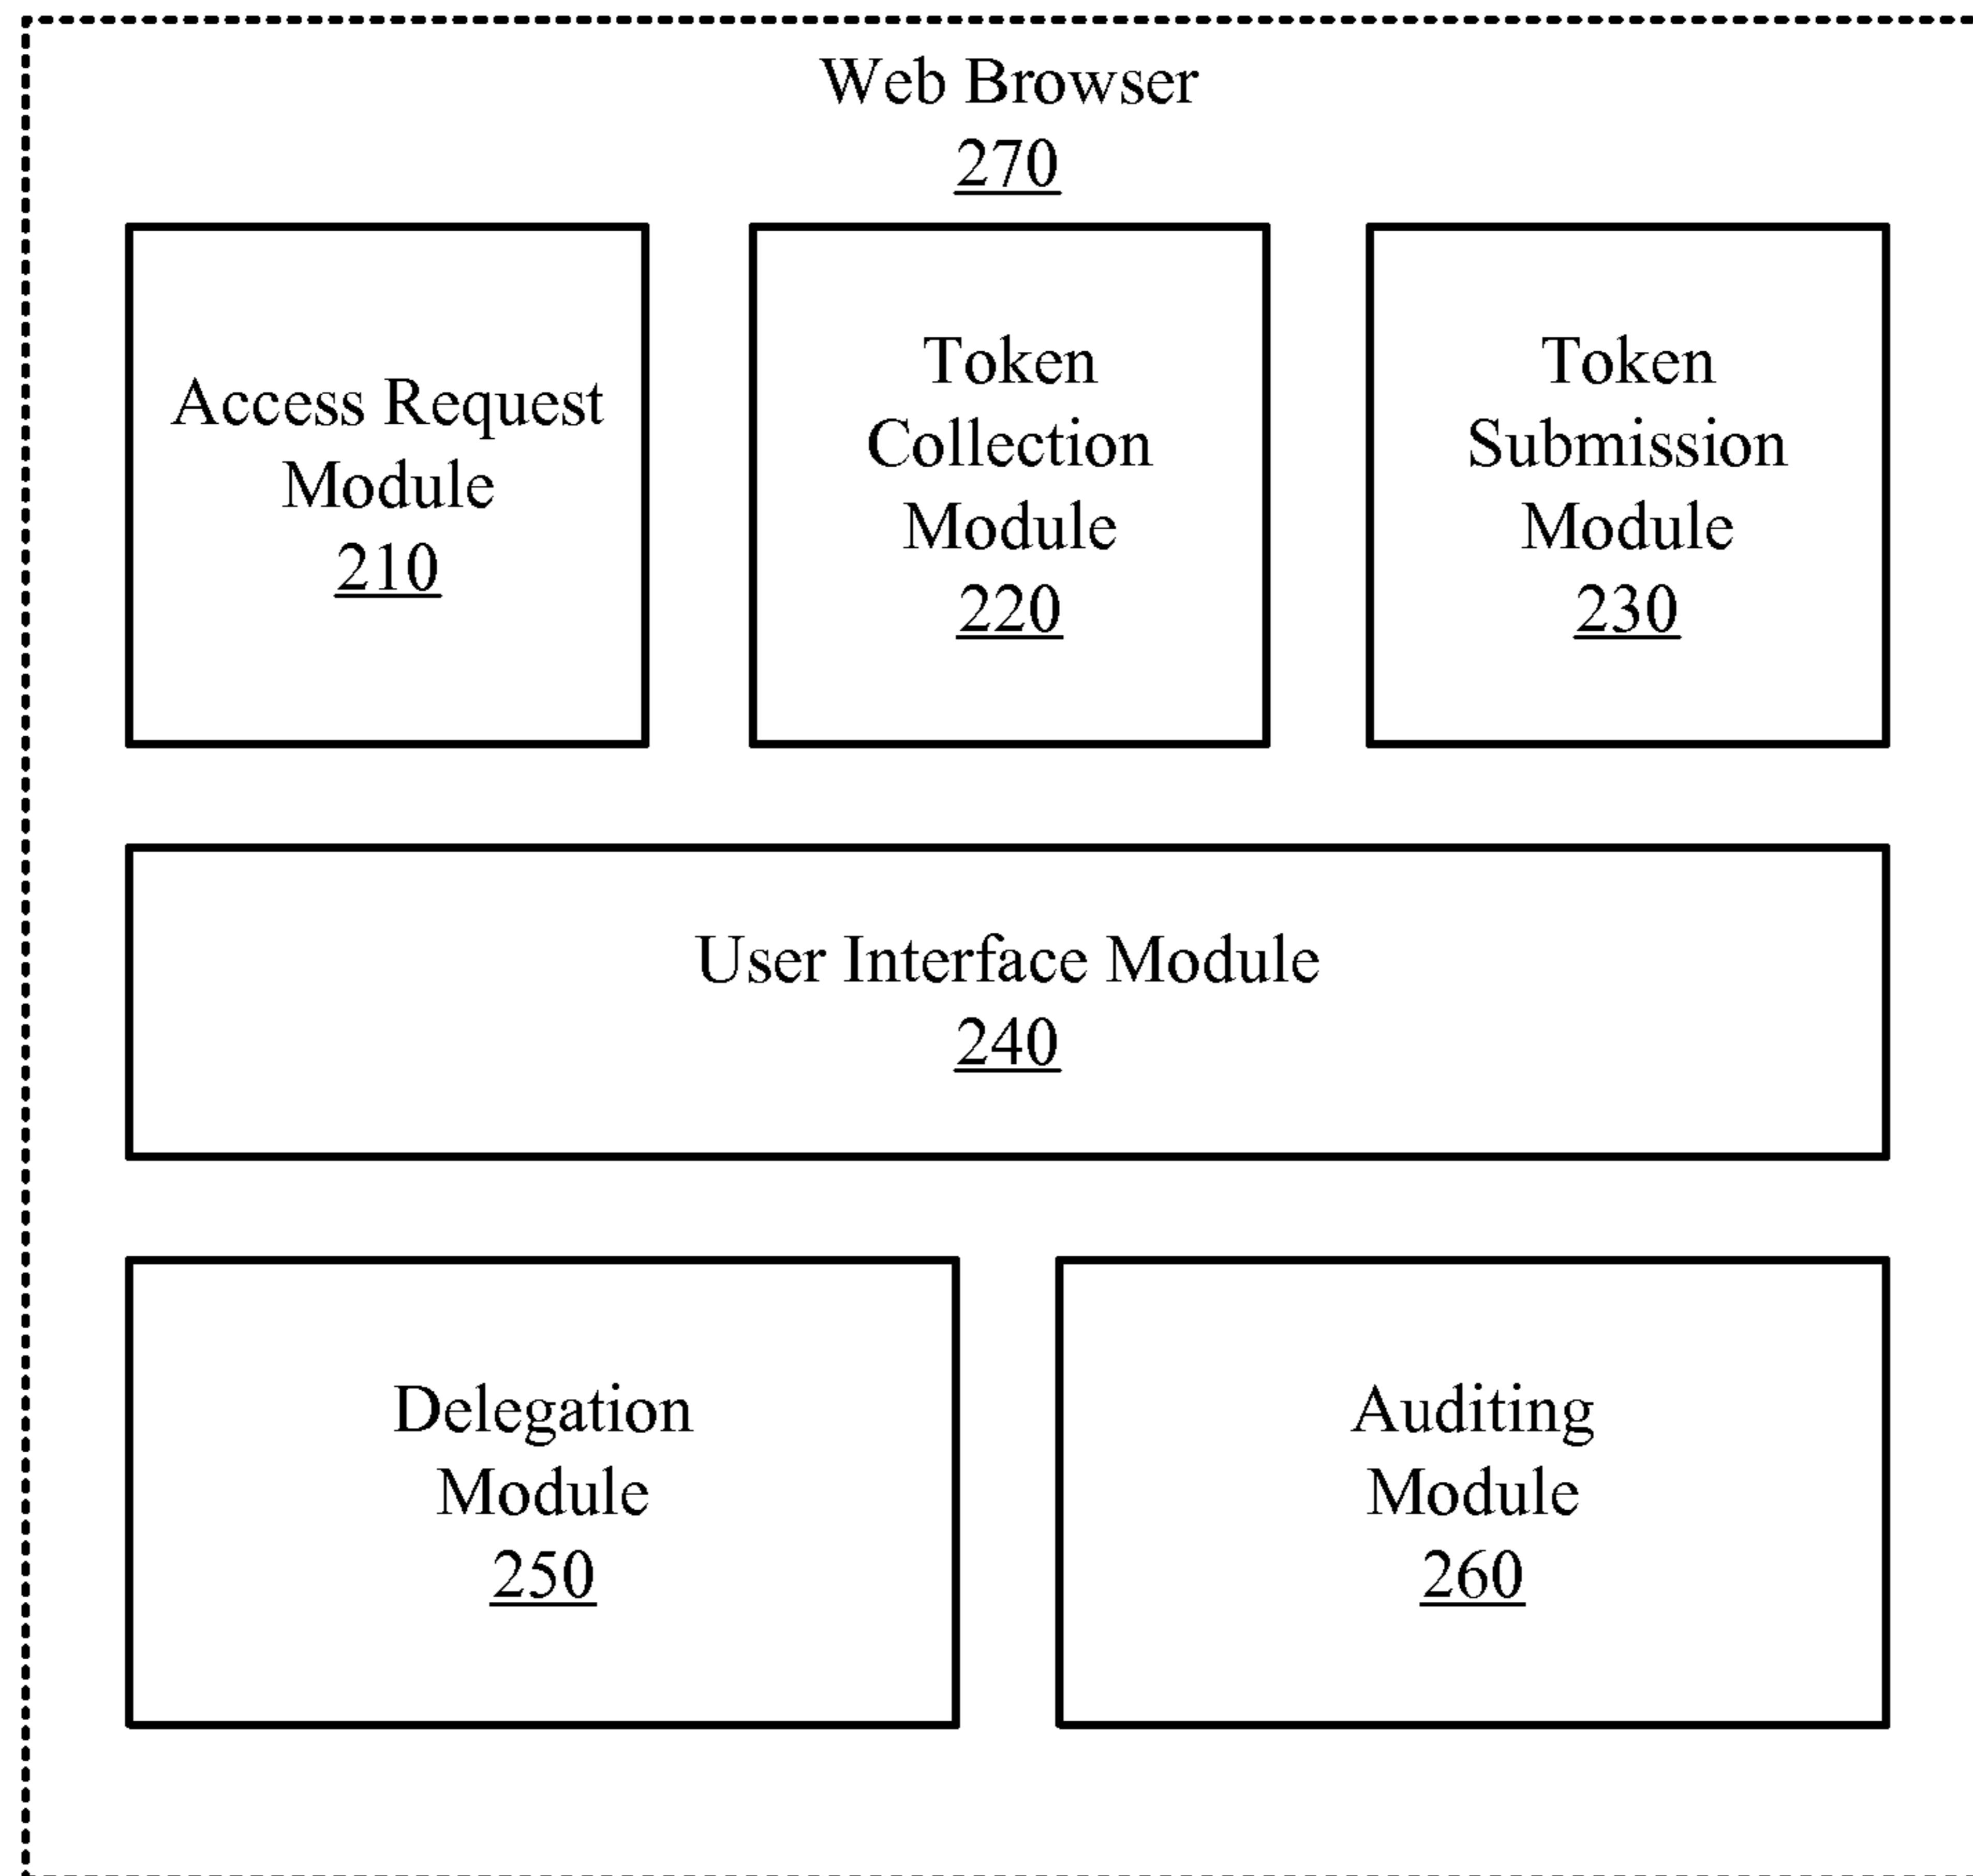 Web Browser
270
Access Request
Module
210
Token
Collection
Module
220
Token
Submission
Module
230
User Interface Module
240
Delegation
Module
250
Auditing
Module
260